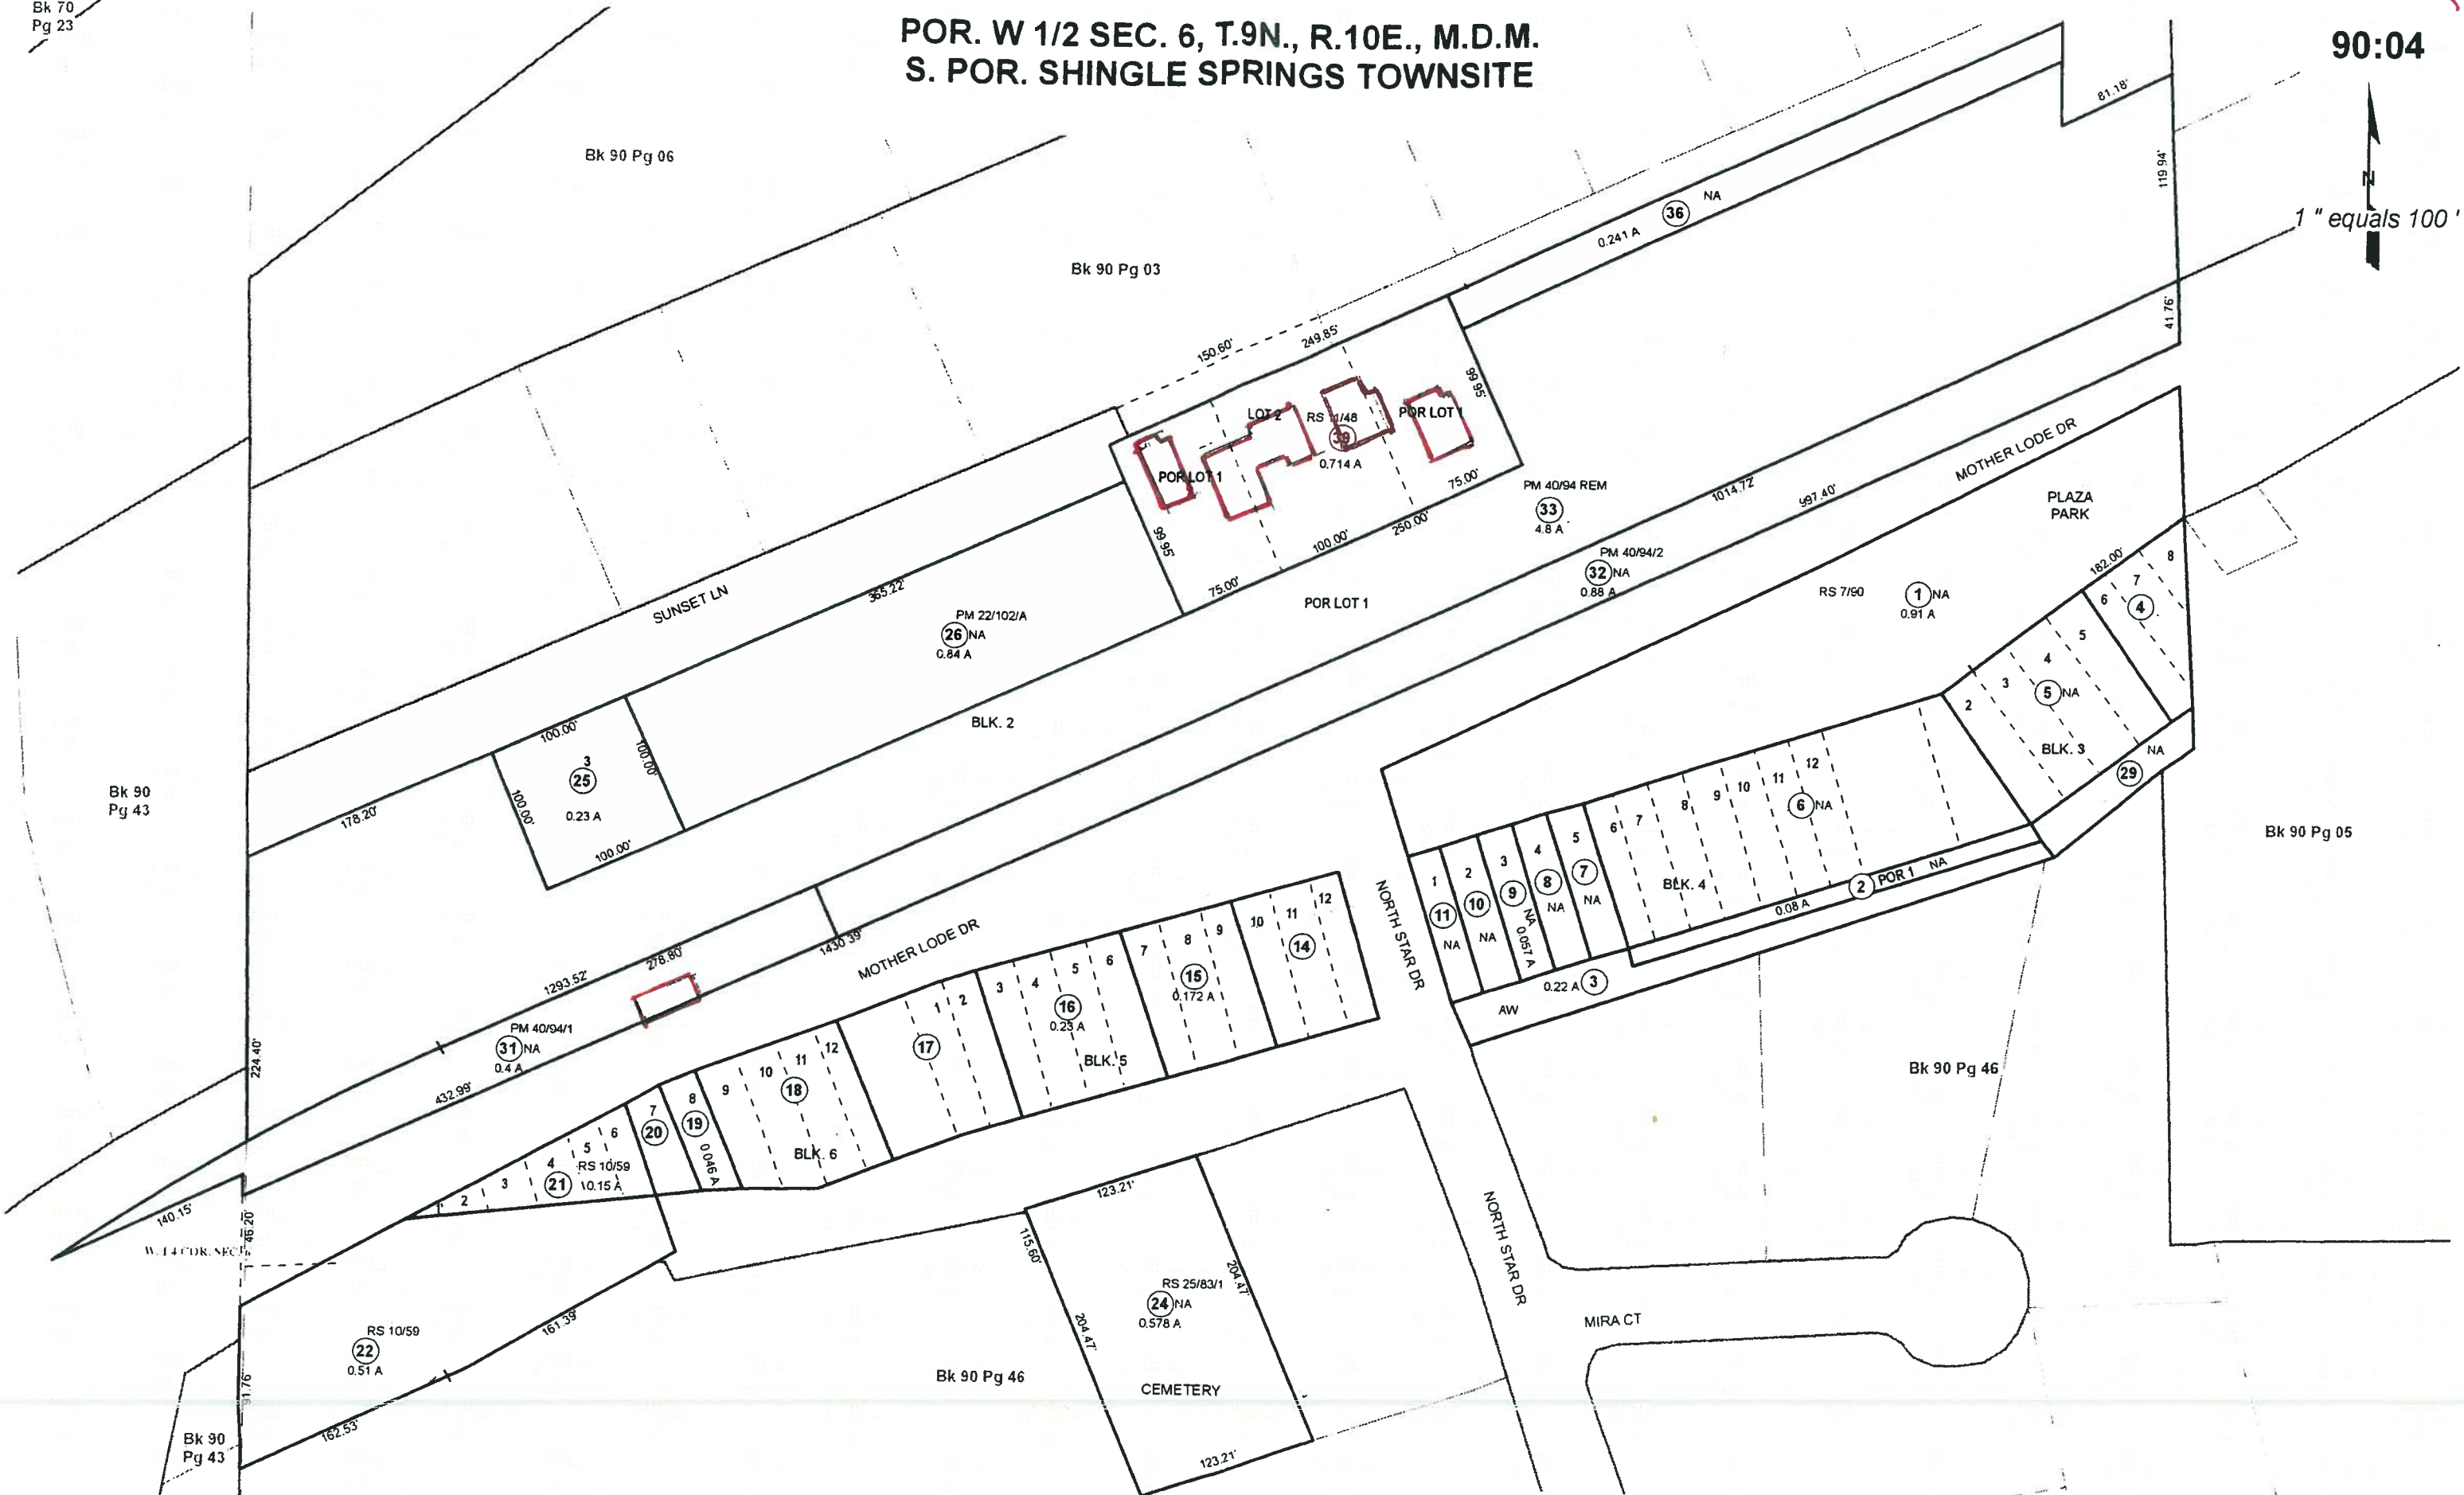 Bk 70
Pg 23
POR. W 1/2 SEC. 6, T.9N., R.10E., M.D.M.
S. POR. SHINGLE SPRINGS TOWNSITE
90:04
N
1 " equals 100 '
Bk 90 Pg 06
Bk 90 Pg 03
81.18'
119.94'
41.76'
36
NA
0.241 A
150.60'
249.85'
99.95'
LOT 2
RS 1/48
POR LOT 1
39
0.714 A
POR LOT 1
99.95'
75.00'
100.00'
250.00'
75.00'
PM 40/94 REM
33
4.8 A
MOTHER LODE DR
1014.72'
997.40'
PLAZA
PARK
PM 40/94/2
32 NA
0.88 A
POR LOT 1
RS 7/90
1 NA
0.91 A
182.00'
8
7
6
4
5
4
3
2
5 NA
BLK. 3
NA
29
SUNSET LN
365.22'
PM 22/102/A
26 NA
0.84 A
BLK. 2
100.00'
100.00'
3
25
0.23 A
100.00'
100.00'
178.20'
Bk 90
Pg 43
Bk 90 Pg 05
12
11
10
9
8
7
6
6 NA
5
4
3
2
1
7
8
9
10
11
NA
NA
NA
0.057 A
NA
NA
BLK. 4
2
POR 1
NA
0.08 A
0.22 A
3
AW
NORTH STAR DR
MOTHER LODE DR
1430.39'
278.80'
1293.52'
PM 40/94/1
31 NA
0.4 A
432.99'
224.40'
12
11
10
14
9
8
7
15
0.172 A
6
5
4
3
16
0.23 A
BLK. 5
2
1
17
12
11
10
9
18
BLK. 6
8
19
0.046 A
7
20
6
5
4
3
2
1
RS 10/59
21
0.15 A
Bk 90 Pg 46
140.15'
46.20'
W. 1/4 COR. SEC. 6
123.21'
115.60'
204.47'
204.47'
RS 25/83/1
24 NA
0.578 A
CEMETERY
123.21'
NORTH STAR DR
MIRA CT
RS 10/59
22
0.51 A
161.39'
162.53'
91.76'
Bk 90 Pg 46
Bk 90
Pg 43